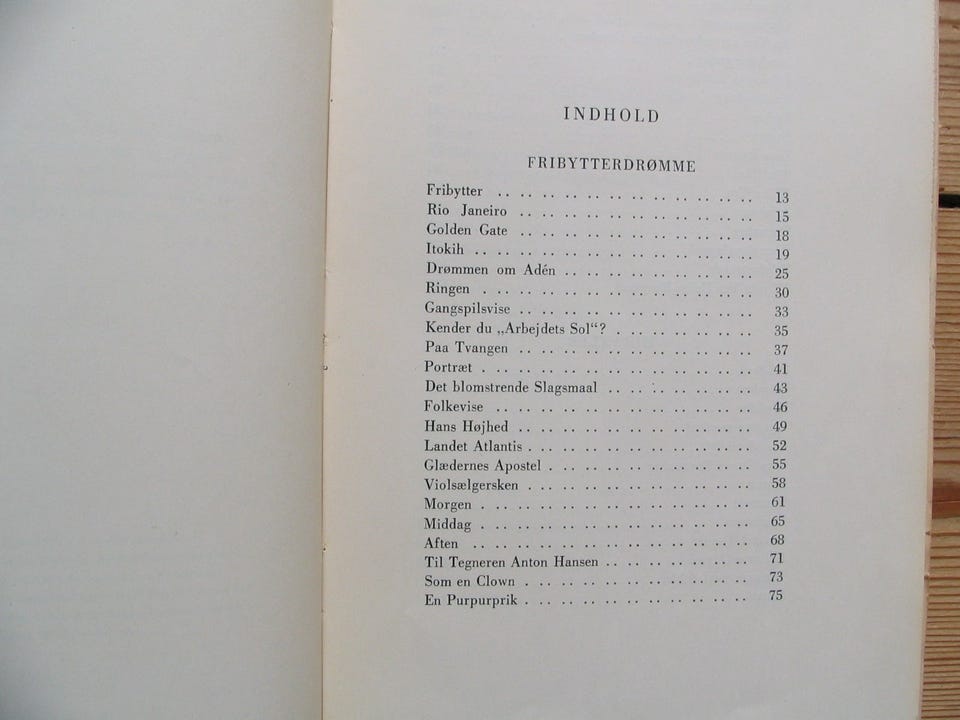 INDHOLD
FRIBYTTERDRØMME
Fribytter .. .. .. .. .. .. .. .. .. .. .. .. 13
Rio Janeiro .. .. .. .. .. .. .. .. .. .. .. 15
Golden Gate .. .. .. .. .. .. .. .. .. .. .. 18
Itokih .. .. .. .. .. .. .. .. .. .. .. .. .. 19
Drømmen om Adén .. .. .. .. .. .. .. .. .. 25
Ringen . .. .. .. .. .. .. .. .. .. .. .. .. 30
Gangspilsvise .. .. .. .. .. .. .. .. .. .. .. 33
Kender du „Arbejdets Sol“? . .. .. .. .. .. .. 35
Paa Tvangen .. .. .. .. .. .. .. .. .. .. .. 37
Portræt . .. .. .. .. .. .. .. .. .. .. .. .. 41
Det blomstrende Slagsmaal .. .. .. .. .. .. .. 43
Folkevise .. .. .. .. .. .. .. .. .. .. .. .. 46
Hans Højhed .. .. .. .. .. .. .. .. .. .. .. 49
Landet Atlantis . .. .. .. .. .. .. .. .. .. .. 52
Glædernes Apostel . .. .. .. .. .. .. .. .. .. 55
Violsælgersken . .. .. .. .. .. .. .. .. .. .. 58
Morgen . .. .. .. .. .. .. .. .. .. .. .. .. 61
Middag . .. .. .. .. .. .. .. .. .. .. .. .. 65
Aften .. .. .. .. .. .. .. .. .. .. .. .. .. 68
Til Tegneren Anton Hansen .. .. .. .. .. .. .. 71
Som en Clown . .. .. .. .. .. .. .. .. .. .. 73
En Purpurprik . .. .. .. .. .. .. .. .. .. .. 75